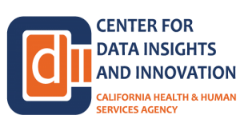 CENTER FOR
DATA INSIGHTS
AND INNOVATION
CALIFORNIA HEALTH & HUMAN
SERVICES AGENCY